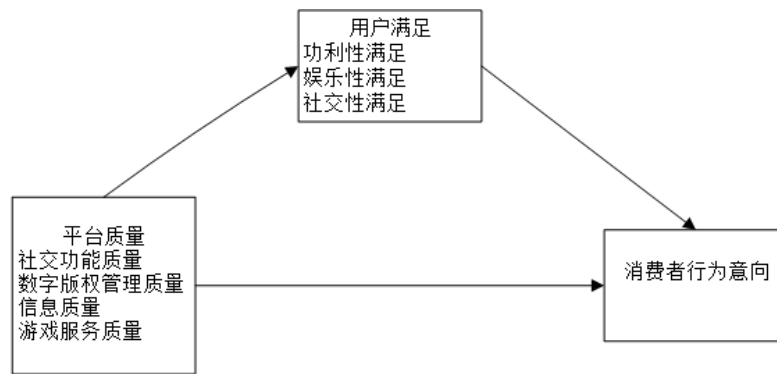 用户满足
功利性满足
娱乐性满足
社交性满足
平台质量
社交功能质量
数字版权管理质量
信息质量
游戏服务质量
消费者行为意向